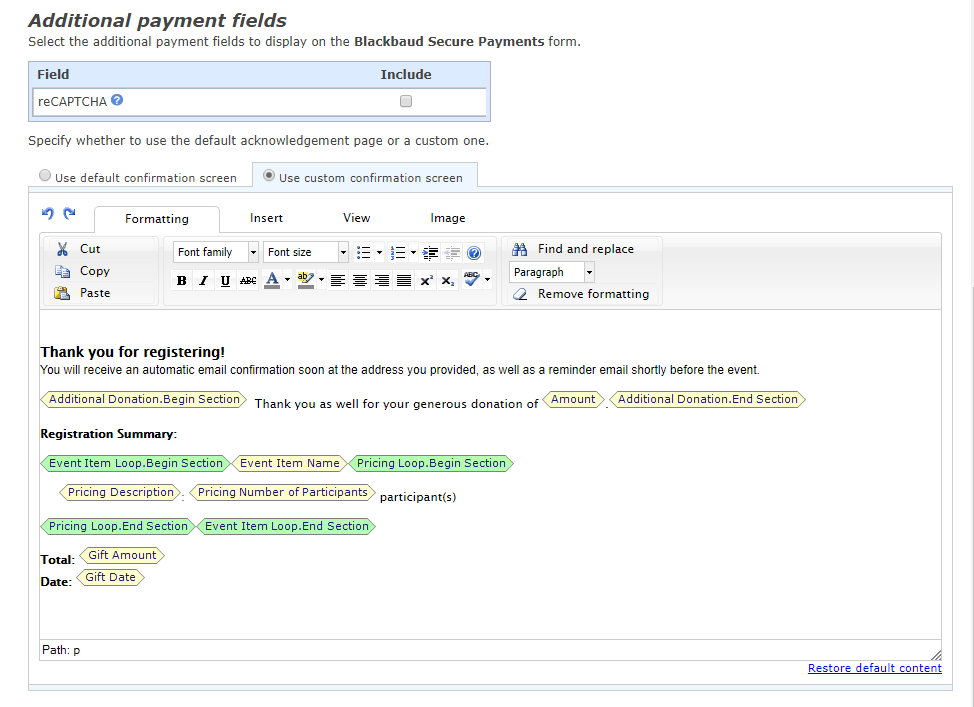 Additional payment fields
Select the additional payment fields to display on the Blackbaud Secure Payments form.
Field Include
reCAPTCHA ?
Specify whether to use the default acknowledgement page or a custom one.
Use default confirmation screen Use custom confirmation screen
Formatting Insert View Image
Cut Font family Font size ? Find and replace
Copy Paragraph
B I U ABC A ab x² x₂ ABC
Paste Remove formatting
Thank you for registering!
You will receive an automatic email confirmation soon at the address you provided, as well as a reminder email shortly before the event.
Additional Donation.Begin Section Thank you as well for your generous donation of Amount . Additional Donation.End Section
Registration Summary:
Event Item Loop.Begin Section Event Item Name Pricing Loop.Begin Section
Pricing Description : Pricing Number of Participants participant(s)
Pricing Loop.End Section Event Item Loop.End Section
Total: Gift Amount
Date: Gift Date
Path: p
Restore default content